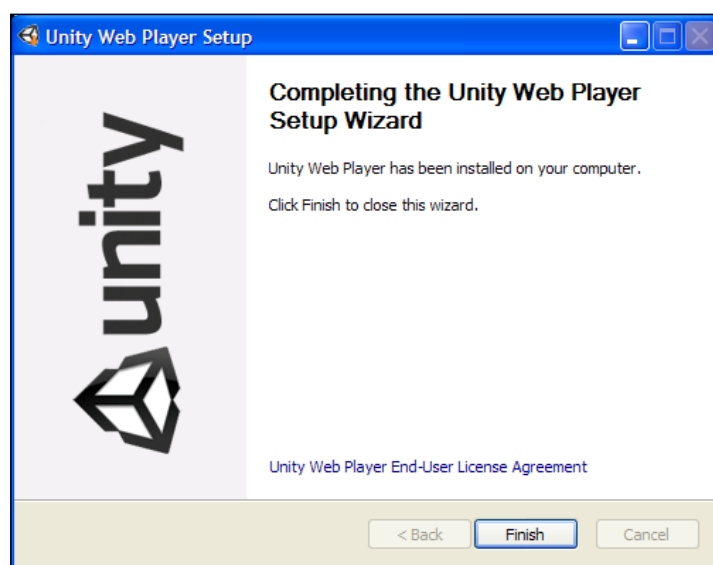 Unity Web Player Setup
unity
Completing the Unity Web Player
Setup Wizard
Unity Web Player has been installed on your computer.
Click Finish to close this wizard.
Unity Web Player End-User License Agreement
< Back
Finish
Cancel